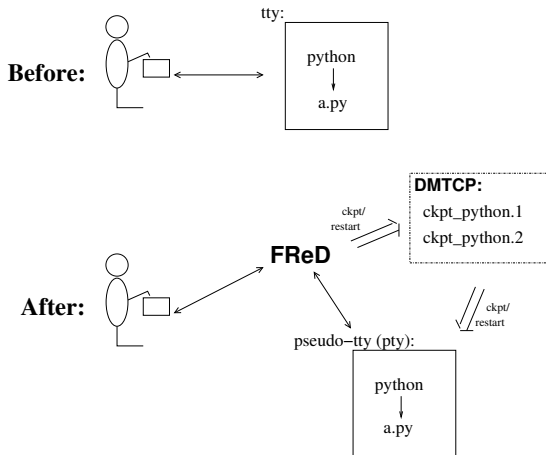 tty:
Before:
python
a.py
DMTCP:
ckpt_python.1
ckpt_python.2
ckpt/
restart
FReD
After:
ckpt/
restart
pseudo−tty (pty):
python
a.py